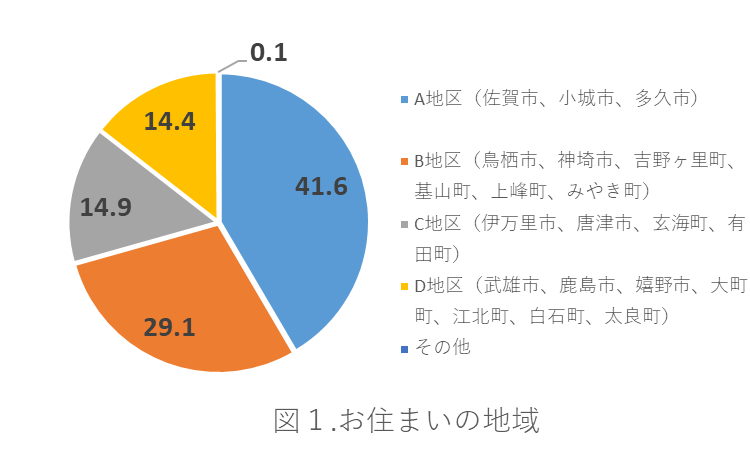 0.1
14.4
41.6
14.9
29.1
A地区（佐賀市、小城市、多久市）
B地区（鳥栖市、神埼市、吉野ヶ里町、
基山町、上峰町、みやき町）
C地区（伊万里市、唐津市、玄海町、有
田町）
D地区（武雄市、鹿島市、嬉野市、大町
町、江北町、白石町、太良町）
その他
図１.お住まいの地域